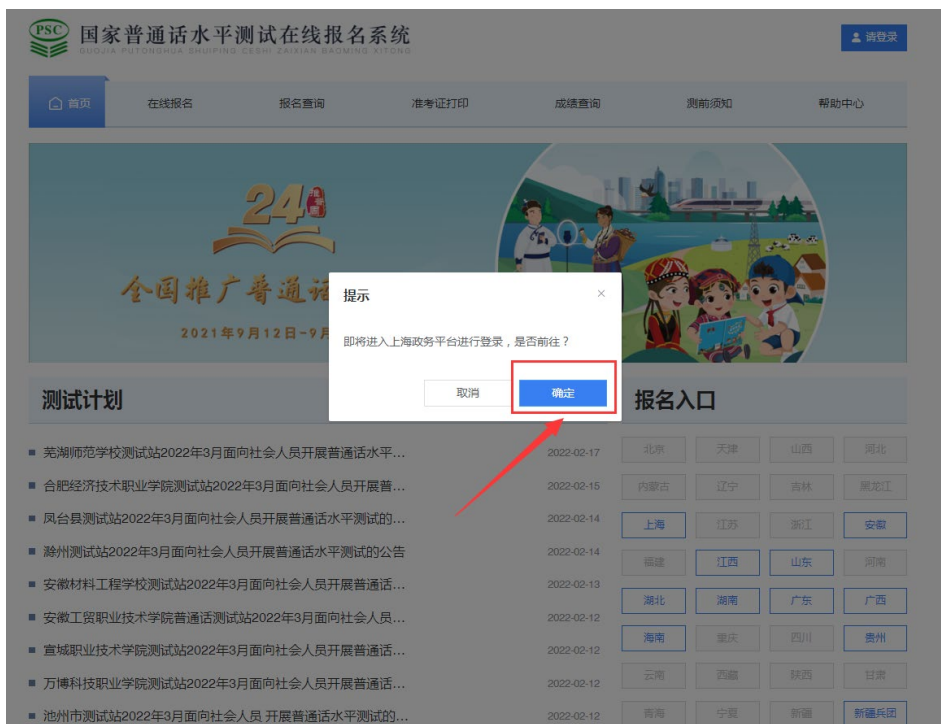 PSC
国家普通话水平测试在线报名系统
GUOJIA PUTONGHUA SHUIPING CESHI ZAIXIAN BAOMING XITONG
请登录
首页 在线报名 报名查询 准考证打印 成绩查询 测前须知 帮助中心
24
全国推广普通话
2021年9月12日-9月
提示 ×
即将进入上海政务平台进行登录，是否前往？
取消 确定
测试计划
芜湖师范学校测试站2022年3月面向社会人员开展普通话水平... 2022-02-17
合肥经济技术职业学院测试站2022年3月面向社会人员开展普... 2022-02-15
凤台县测试站2022年3月面向社会人员开展普通话水平测试的... 2022-02-14
滁州测试站2022年3月面向社会人员开展普通话水平测试的公告 2022-02-14
安徽材料工程学校测试站2022年3月面向社会人员开展普通话... 2022-02-13
安徽工贸职业技术学院普通话测试站2022年3月面向社会人员... 2022-02-12
宣城职业技术学院测试站2022年3月面向社会人员开展普通话... 2022-02-12
万博科技职业学院测试站2022年3月面向社会人员开展普通话... 2022-02-12
池州市测试站2022年3月面向社会人员 开展普通话水平测试的... 2022-02-12
报名入口
北京 天津 山西 河北
内蒙古 辽宁 吉林 黑龙江
上海 江苏 浙江 安徽
福建 江西 山东 河南
湖北 湖南 广东 广西
海南 重庆 四川 贵州
云南 西藏 陕西 甘肃
青海 宁夏 新疆 新疆兵团